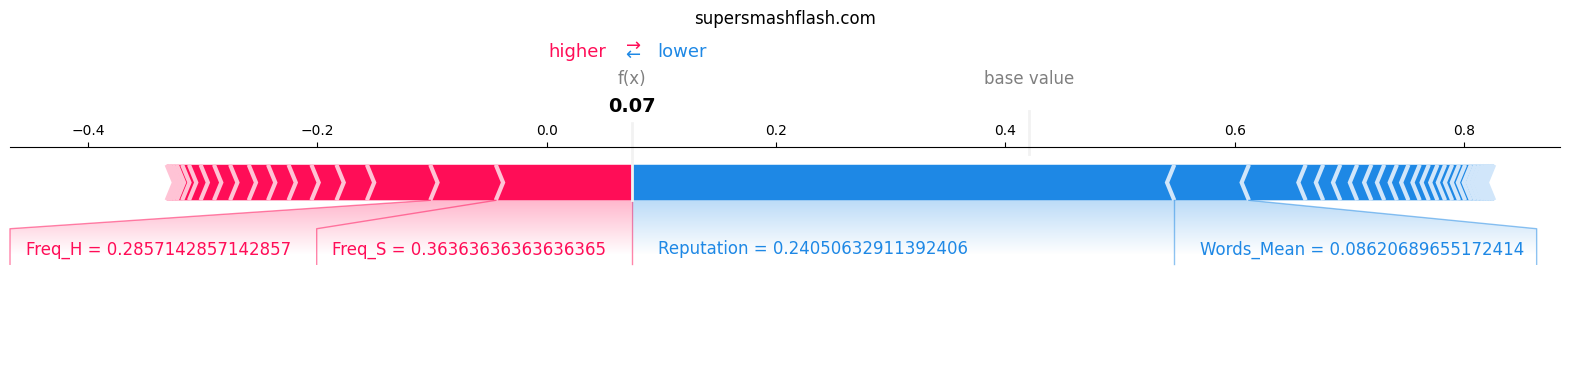 supersmashflash.com
higher ⇄ lower
f(x) base value
0.07
−0.4 −0.2 0.0 0.2 0.4 0.6 0.8
Freq_H = 0.2857142857142857 Freq_S = 0.36363636363636365 Reputation = 0.24050632911392406 Words_Mean = 0.08620689655172414